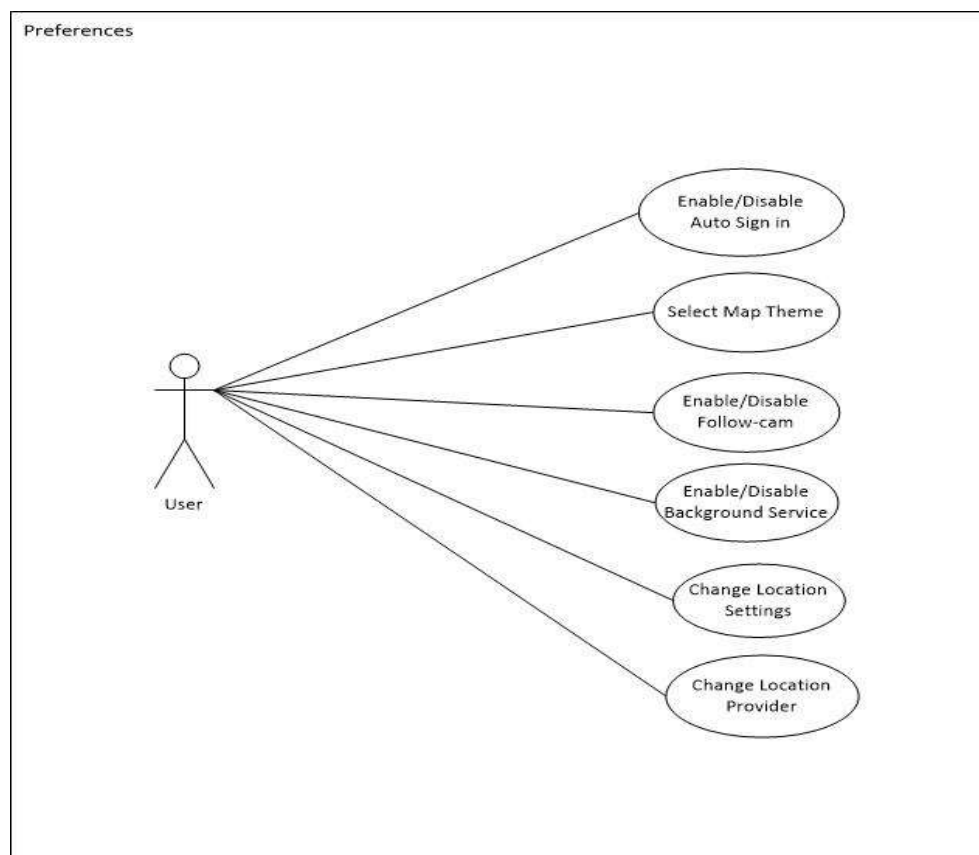 Preferences
Enable/Disable
Auto Sign in
Select Map Theme
Enable/Disable
Follow-cam
Enable/Disable
Background Service
User
Change Location
Settings
Change Location
Provider